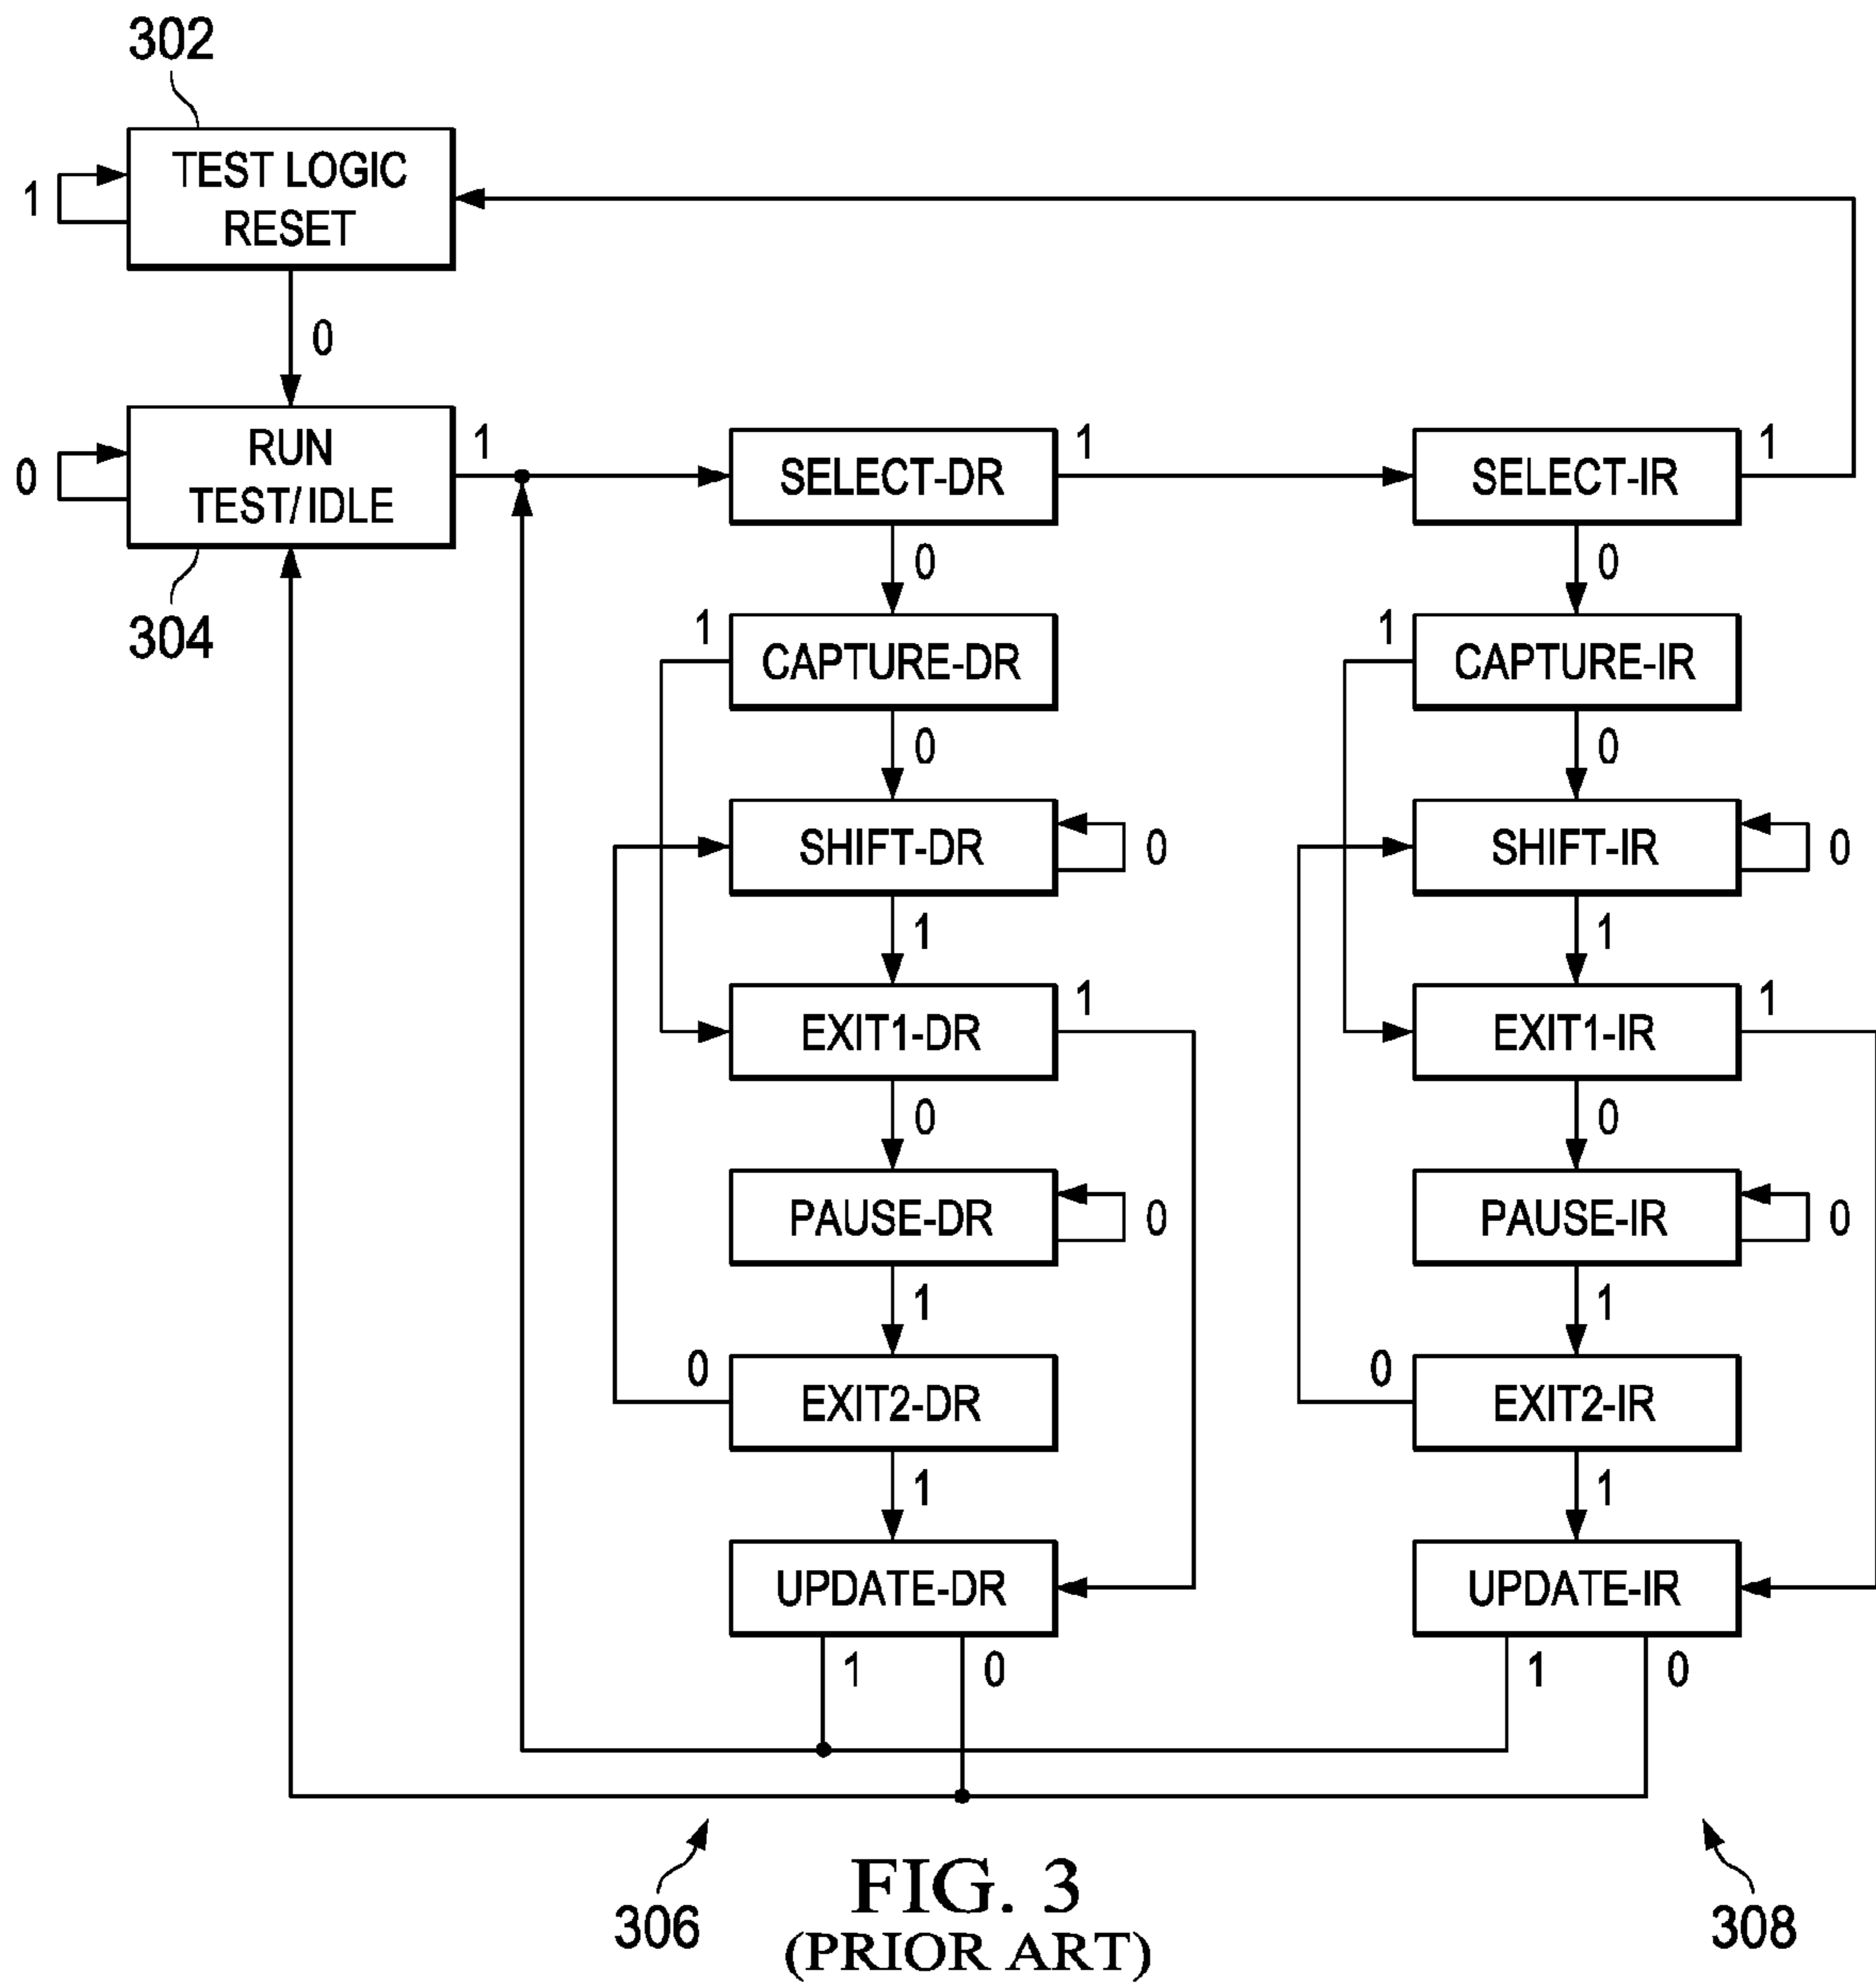 302
TEST LOGIC
RESET
1
0
RUN
TEST/IDLE
0
1
304
SELECT-DR
1
SELECT-IR
1
0
0
1
CAPTURE-DR
1
CAPTURE-IR
0
0
SHIFT-DR
0
SHIFT-IR
0
1
1
EXIT1-DR
1
EXIT1-IR
1
0
0
PAUSE-DR
0
PAUSE-IR
0
1
1
0
EXIT2-DR
0
EXIT2-IR
1
1
UPDATE-DR
UPDATE-IR
1
0
1
0
306
FIG. 3
(PRIOR ART)
308